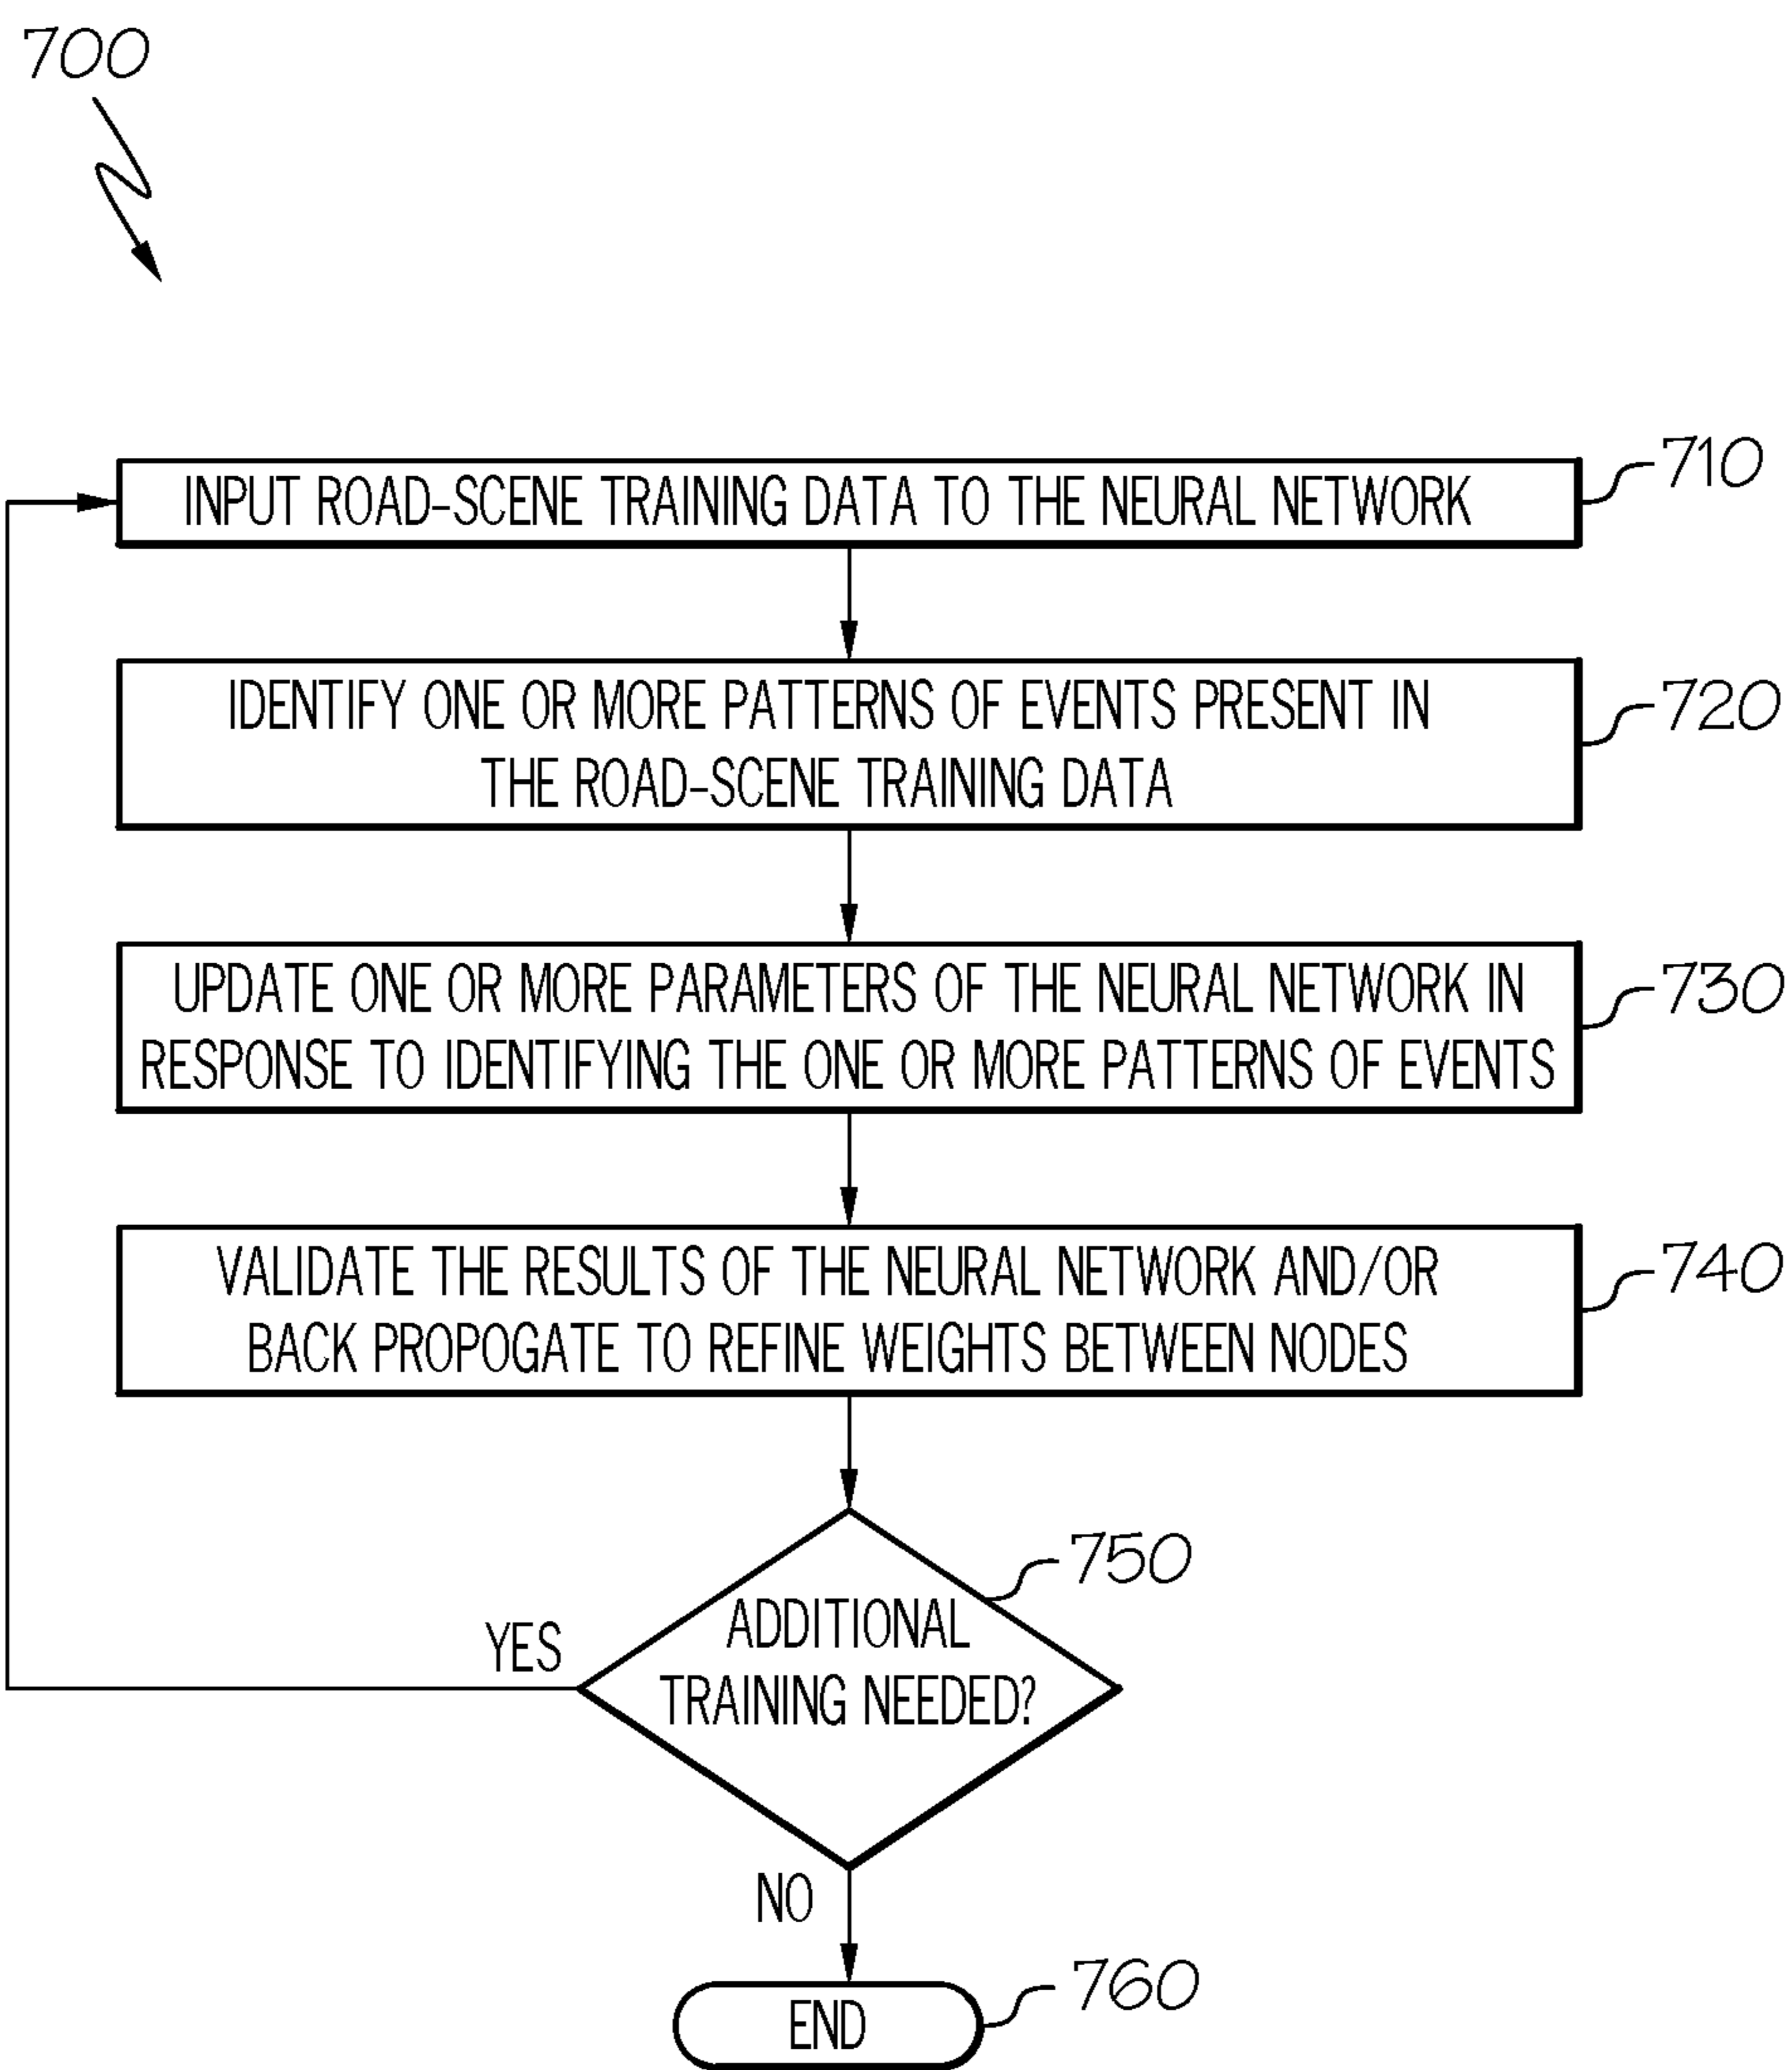 700
INPUT ROAD-SCENE TRAINING DATA TO THE NEURAL NETWORK
710
IDENTIFY ONE OR MORE PATTERNS OF EVENTS PRESENT IN
THE ROAD-SCENE TRAINING DATA
720
UPDATE ONE OR MORE PARAMETERS OF THE NEURAL NETWORK IN
RESPONSE TO IDENTIFYING THE ONE OR MORE PATTERNS OF EVENTS
730
VALIDATE THE RESULTS OF THE NEURAL NETWORK AND/OR
BACK PROPOGATE TO REFINE WEIGHTS BETWEEN NODES
740
750
ADDITIONAL
TRAINING NEEDED?
YES
NO
760
END